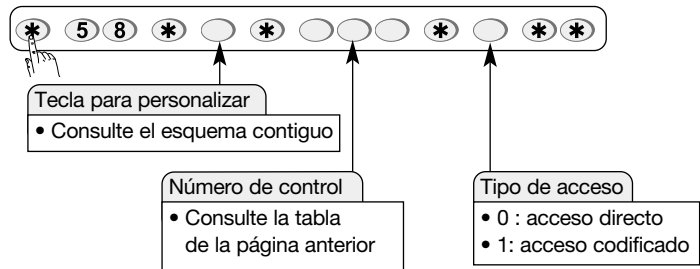 * 5 8 * * * * *
Tecla para personalizar
• Consulte el esquema contiguo
Número de control
• Consulte la tabla
de la página anterior
Tipo de acceso
• 0 : acceso directo
• 1: acceso codificado